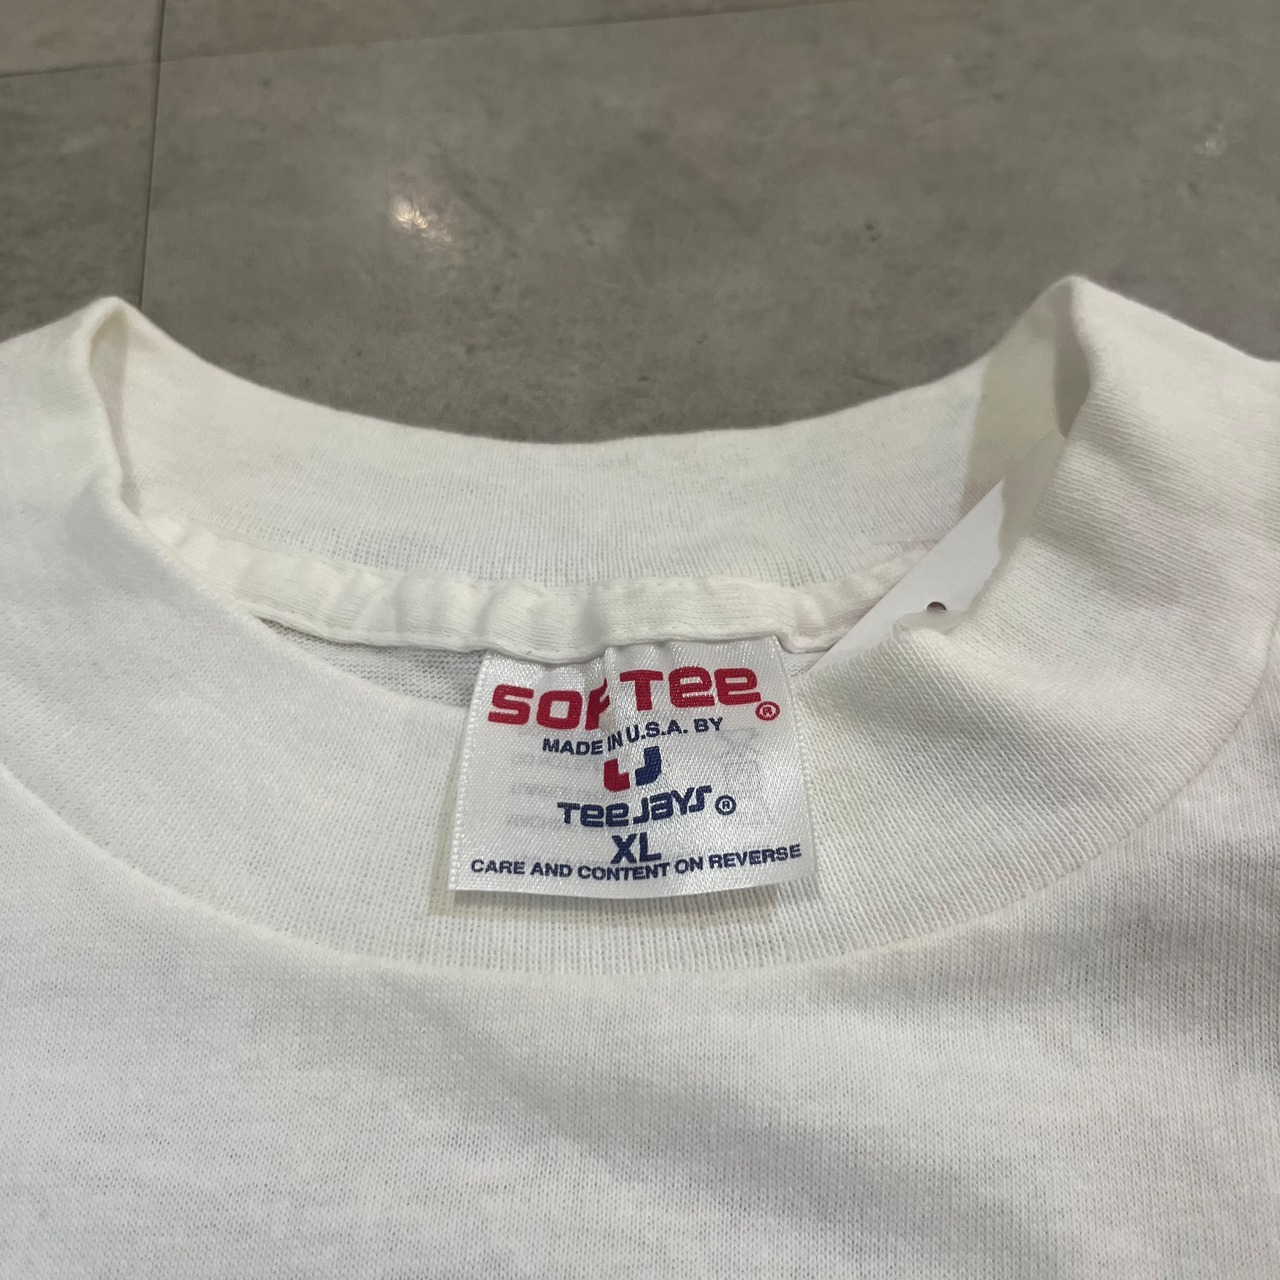 SOFTee®
MADE IN U.S.A. BY
TeeJays®
XL
CARE AND CONTENT ON REVERSE